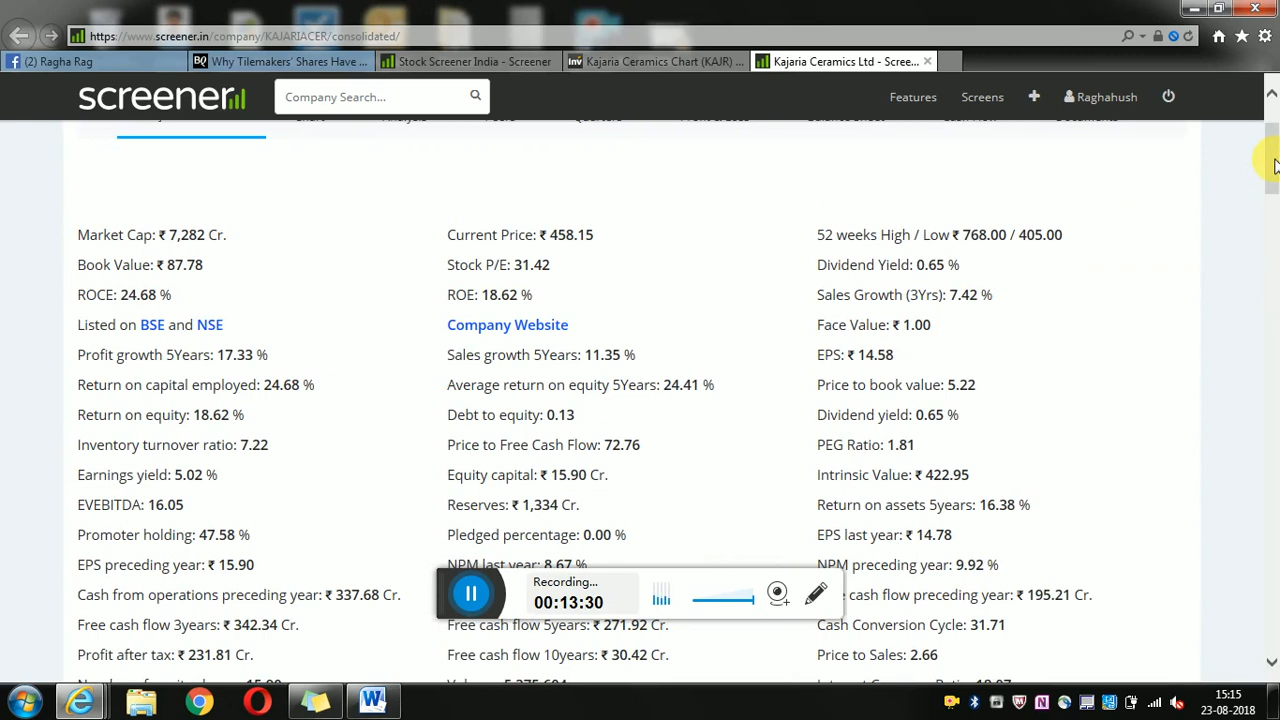 https://www.screener.in/company/KAJARIACER/consolidated/
(2) Ragha Rag
BQ Why Tilemakers' Shares Have ...
Stock Screener India - Screener
Inv Kajaria Ceramics Chart (KAJR) ...
Kajaria Ceramics Ltd - Scree...
screener
Company Search...
Features
Screens
Raghahush
Market Cap: ₹ 7,282 Cr.
Current Price: ₹ 458.15
52 weeks High / Low ₹ 768.00 / 405.00
Book Value: ₹ 87.78
Stock P/E: 31.42
Dividend Yield: 0.65 %
ROCE: 24.68 %
ROE: 18.62 %
Sales Growth (3Yrs): 7.42 %
Listed on BSE and NSE
Company Website
Face Value: ₹ 1.00
Profit growth 5Years: 17.33 %
Sales growth 5Years: 11.35 %
EPS: ₹ 14.58
Return on capital employed: 24.68 %
Average return on equity 5Years: 24.41 %
Price to book value: 5.22
Return on equity: 18.62 %
Debt to equity: 0.13
Dividend yield: 0.65 %
Inventory turnover ratio: 7.22
Price to Free Cash Flow: 72.76
PEG Ratio: 1.81
Earnings yield: 5.02 %
Equity capital: ₹ 15.90 Cr.
Intrinsic Value: ₹ 422.95
EVEBITDA: 16.05
Reserves: ₹ 1,334 Cr.
Return on assets 5years: 16.38 %
Promoter holding: 47.58 %
Pledged percentage: 0.00 %
EPS last year: ₹ 14.78
EPS preceding year: ₹ 15.90
NPM last year: 8.67 %
NPM preceding year: 9.92 %
Cash from operations preceding year: ₹ 337.68 Cr.
cash flow preceding year: ₹ 195.21 Cr.
Free cash flow 3years: ₹ 342.34 Cr.
Free cash flow 5years: ₹ 271.92 Cr.
Cash Conversion Cycle: 31.71
Profit after tax: ₹ 231.81 Cr.
Free cash flow 10years: ₹ 30.42 Cr.
Price to Sales: 2.66
Recording...
00:13:30
15:15
23-08-2018